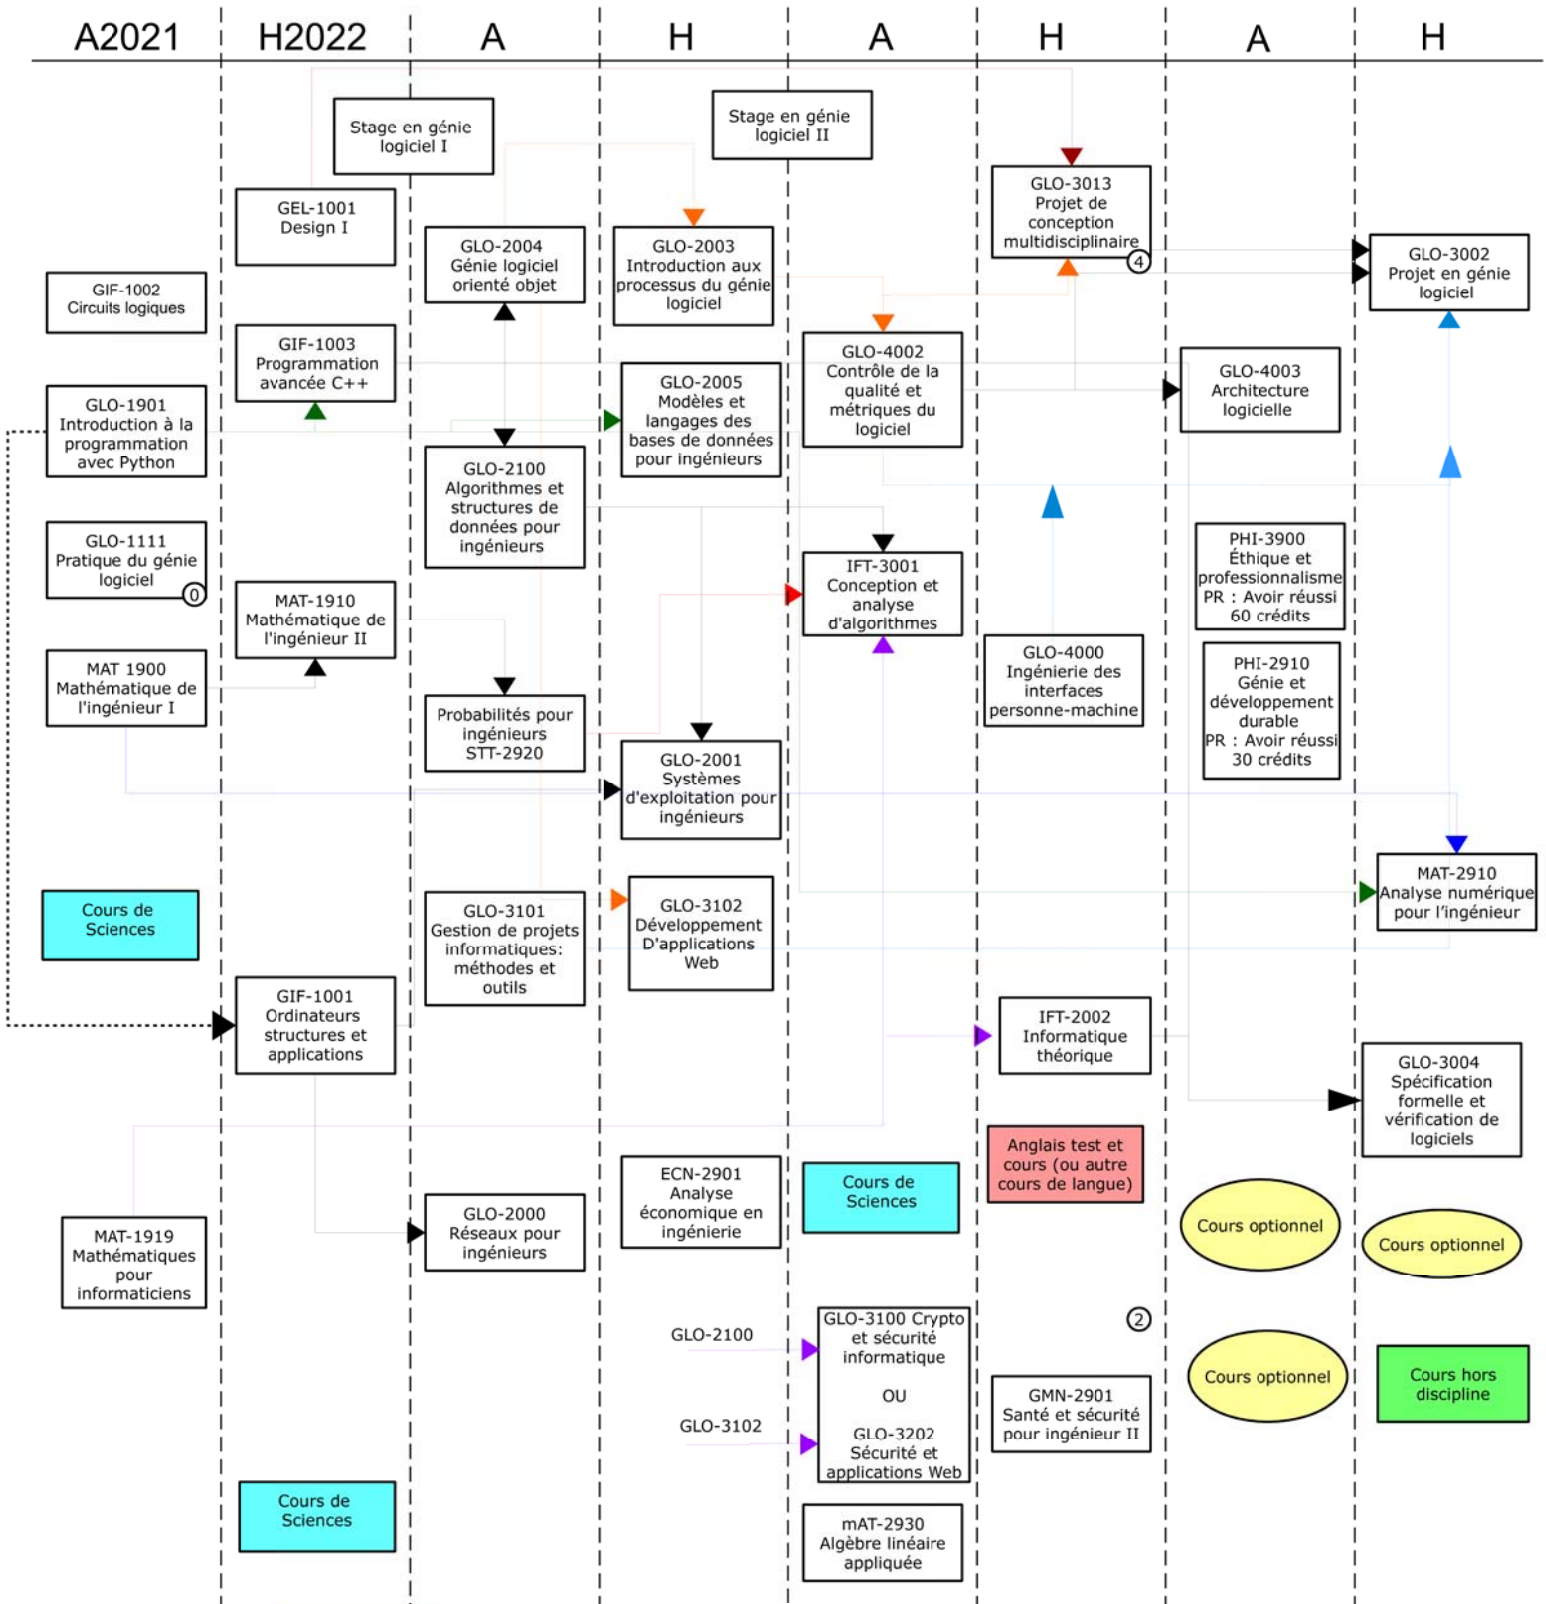 A2021
H2022
A
H
A
H
A
H
Stage en génie
logiciel I
Stage en génie
logiciel II
GIF-1002
Circuits logiques
GLO-1901
Introduction à la
programmation
avec Python
GLO-1111
Pratique du génie
logiciel
0
MAT 1900
Mathématique de
l'ingénieur I
Cours de
Sciences
MAT-1919
Mathématiques
pour
informaticiens
GEL-1001
Design I
GIF-1003
Programmation
avancée C++
MAT-1910
Mathématique de
l'ingénieur II
GIF-1001
Ordinateurs
structures et
applications
Cours de
Sciences
GLO-2004
Génie logiciel
orienté objet
GLO-2100
Algorithmes et
structures de
données pour
ingénieurs
Probabilités pour
ingénieurs
STT-2920
GLO-3101
Gestion de projets
informatiques:
méthodes et
outils
GLO-2000
Réseaux pour
ingénieurs
GLO-2003
Introduction aux
processus du génie
logiciel
GLO-2005
Modèles et
langages des
bases de données
pour ingénieurs
GLO-2001
Systèmes
d'exploitation pour
ingénieurs
GLO-3102
Développement
D'applications
Web
ECN-2901
Analyse
économique en
ingénierie
GLO-2100
GLO-3102
GLO-4002
Contrôle de la
qualité et
métriques du
logiciel
IFT-3001
Conception et
analyse
d'algorithmes
Cours de
Sciences
GLO-3100 Crypto
et sécurité
informatique
OU
GLO-3202
Sécurité et
applications Web
mAT-2930
Algèbre linéaire
appliquée
GLO-3013
Projet de
conception
multidisciplinaire
4
GLO-4000
Ingénierie des
interfaces
personne-machine
IFT-2002
Informatique
théorique
Anglais test et
cours (ou autre
cours de langue)
2
GMN-2901
Santé et sécurité
pour ingénieur II
GLO-4003
Architecture
logicielle
PHI-3900
Éthique et
professionnalisme
PR : Avoir réussi
60 crédits
PHI-2910
Génie et
développement
durable
PR : Avoir réussi
30 crédits
Cours optionnel
Cours optionnel
GLO-3002
Projet en génie
logiciel
MAT-2910
Analyse numérique
pour l'ingénieur
GLO-3004
Spécification
formelle et
vérification de
logiciels
Cours optionnel
Cours hors
discipline